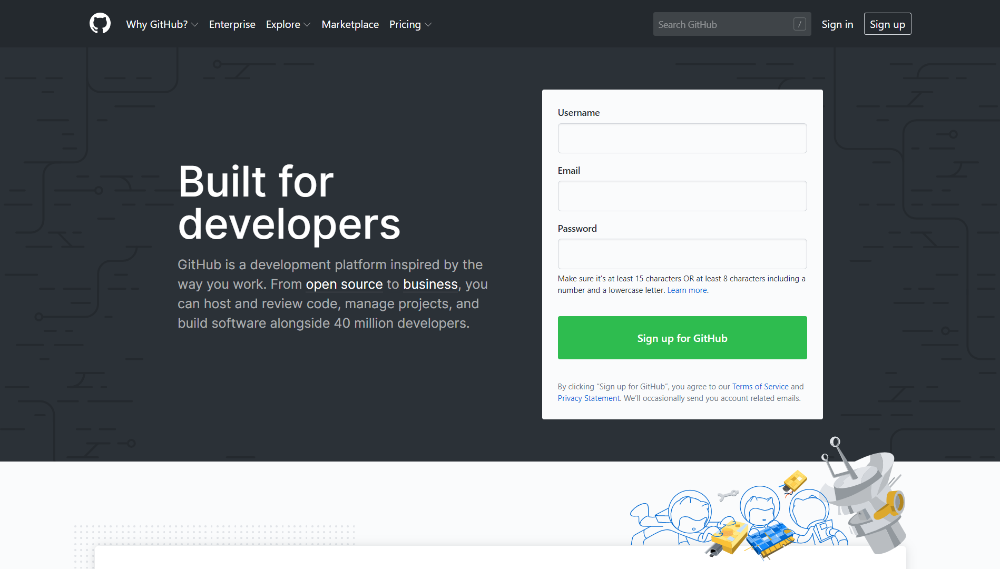 Why GitHub? Enterprise Explore Marketplace Pricing Search GitHub / Sign in Sign up
Built for
developers
GitHub is a development platform inspired by the
way you work. From open source to business, you
can host and review code, manage projects, and
build software alongside 40 million developers.
Username
Email
Password
Make sure it's at least 15 characters OR at least 8 characters including a
number and a lowercase letter. Learn more.
Sign up for GitHub
By clicking “Sign up for GitHub”, you agree to our Terms of Service and
Privacy Statement. We’ll occasionally send you account related emails.